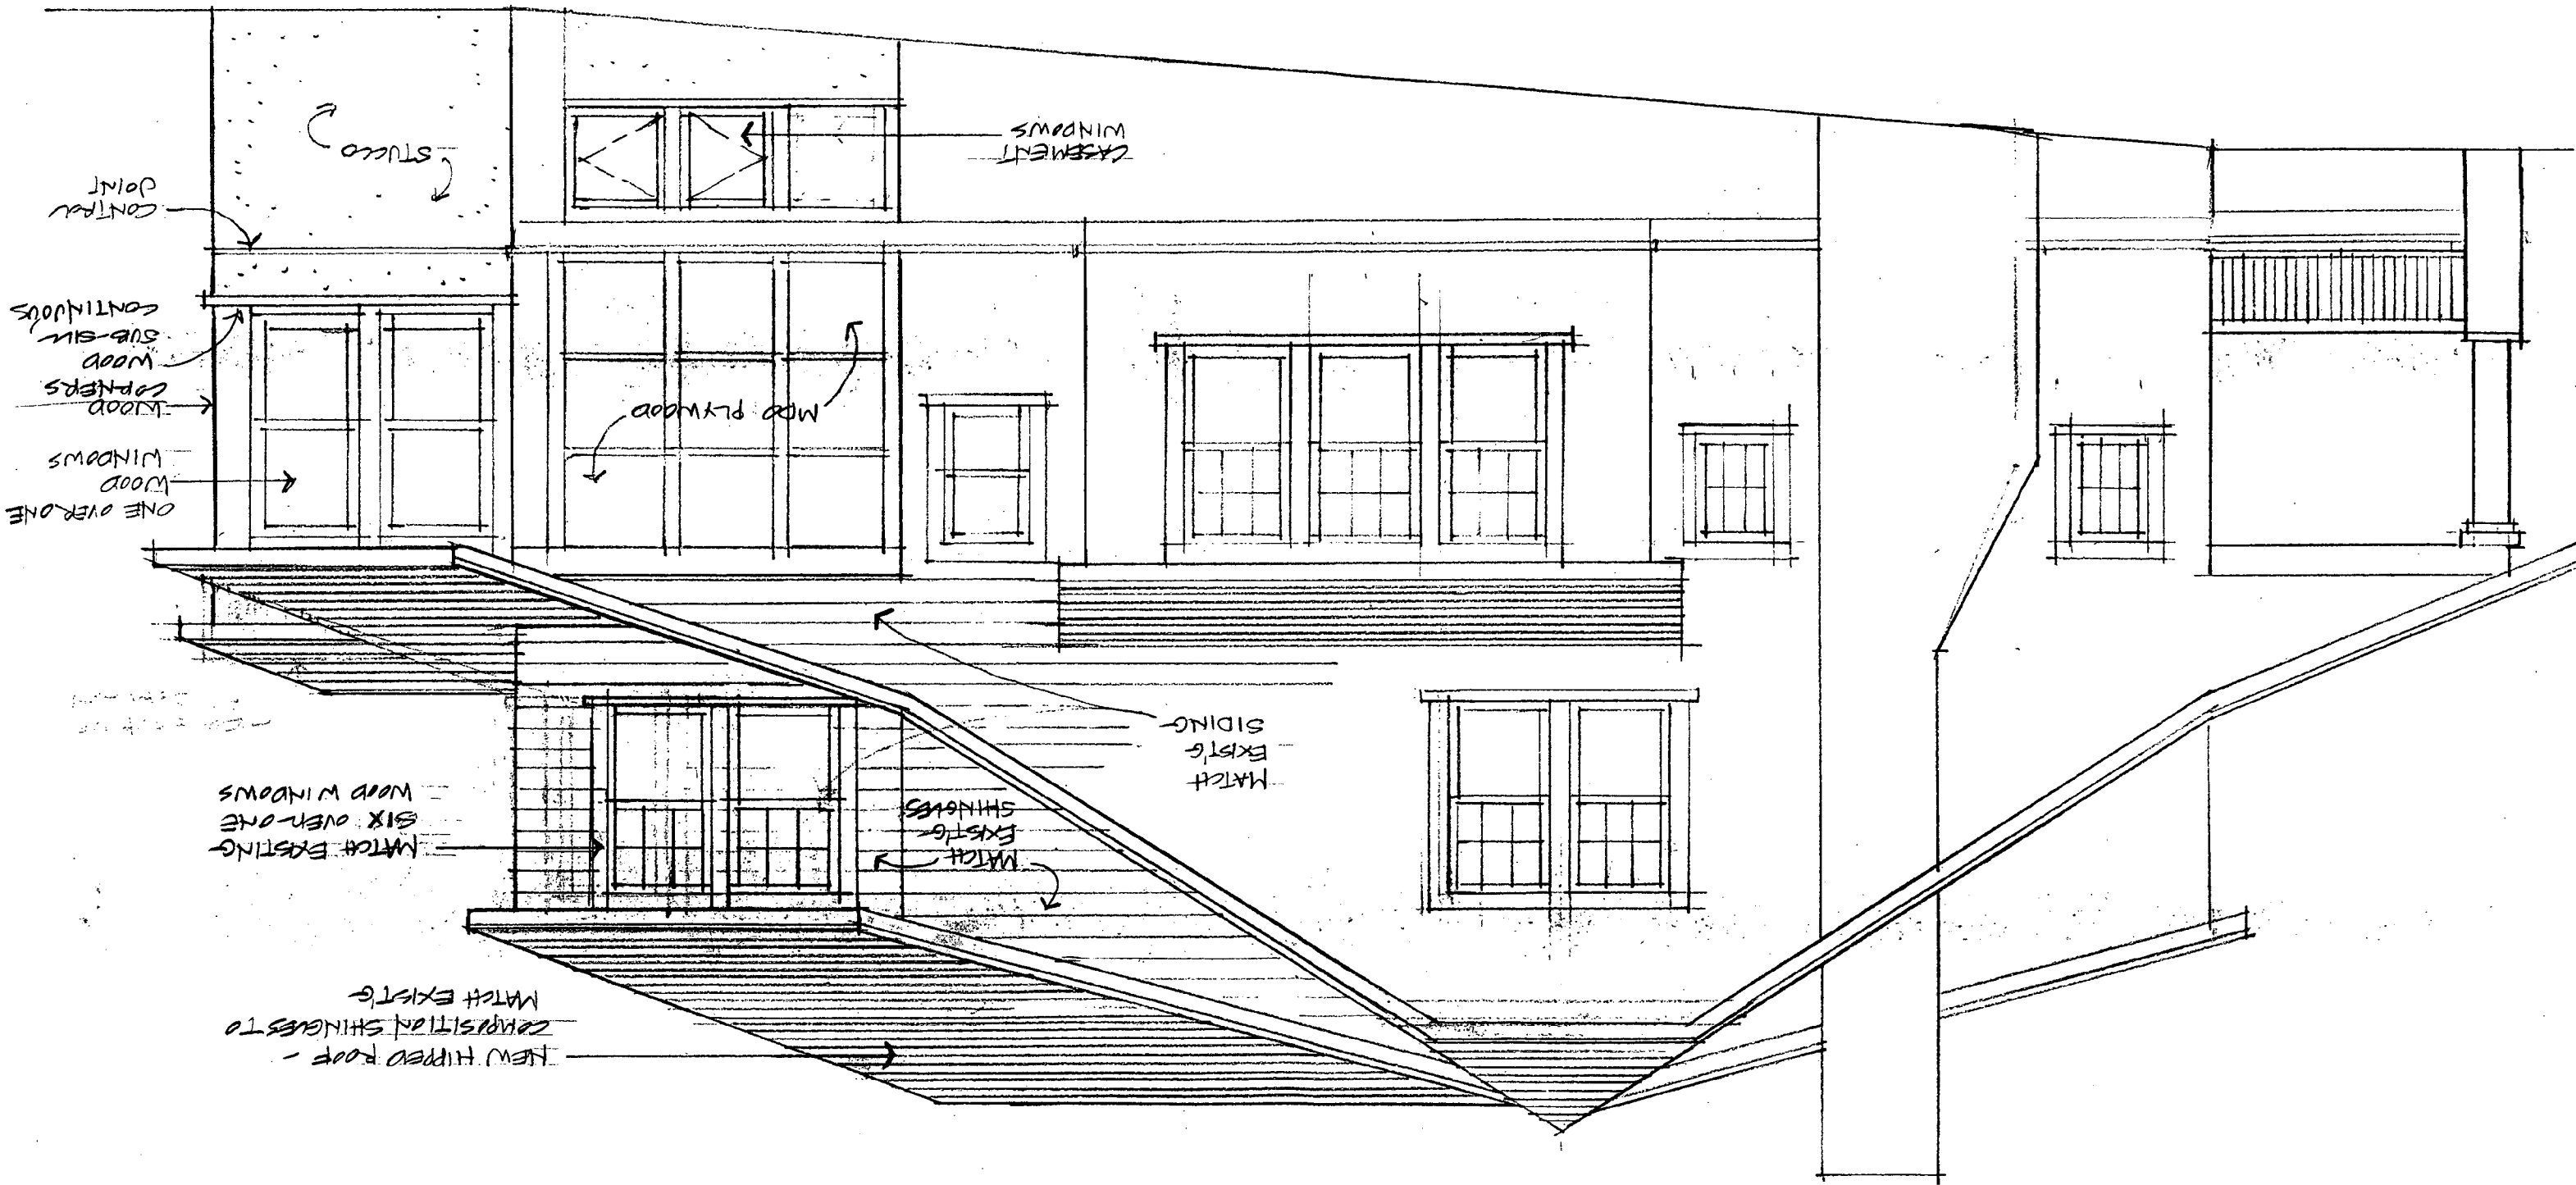 NEW HIPPED ROOF -
COMPOSITION SHINGLES TO
MATCH EXIST'G
MATCH
EXIST'G
SHINGLES
MATCH EXISTING
SIX OVER ONE
WOOD WINDOWS
MATCH
EXIST'G
SIDING
ONE OVER ONE
WOOD
WINDOWS
WOOD
CORNERS
WOOD
SUB-SILL
CONTINUOUS
MDO PLYWOOD
CONTROL
JOINT
STUCCO
CASEMENT
WINDOWS